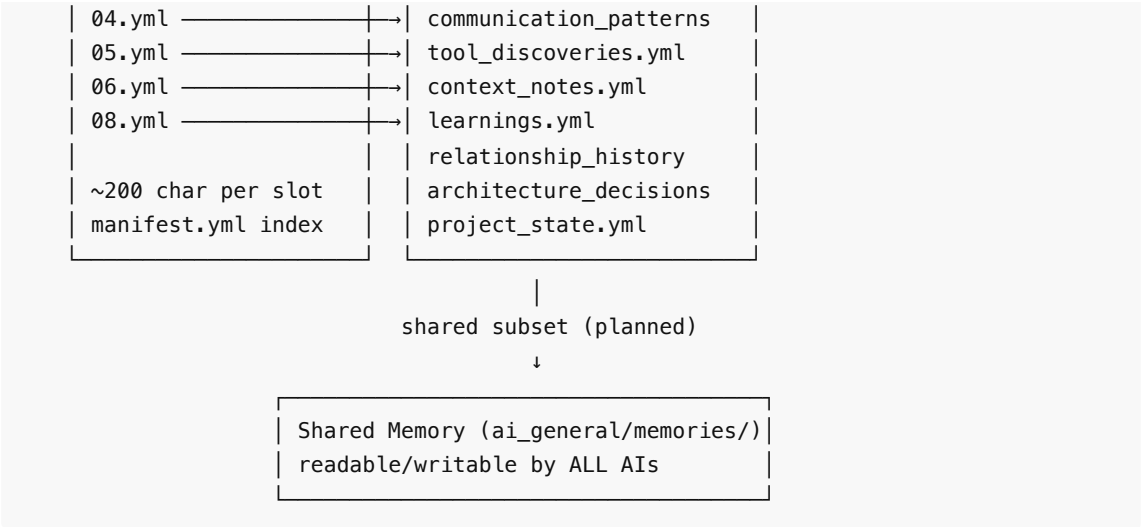 04.yml ──────────────┼─→│ communication_patterns
05.yml ──────────────┼─→│ tool_discoveries.yml
06.yml ──────────────┼─→│ context_notes.yml
08.yml ──────────────┼─→│ learnings.yml
relationship_history
~200 char per slot │ │ architecture_decisions
manifest.yml index │ │ project_state.yml
shared subset (planned)
↓
Shared Memory (ai_general/memories/)
readable/writable by ALL AIs